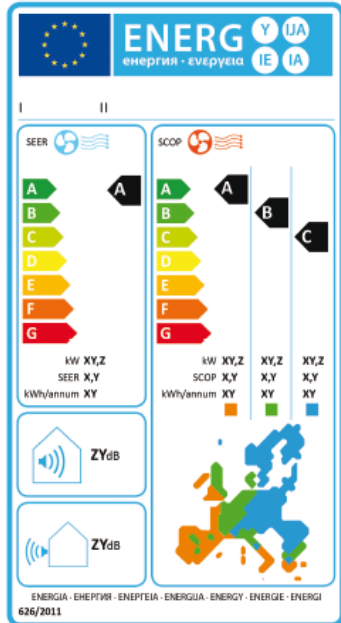 ENERG Y IJA
енергия · ενεργεια IE IA
I II
SEER
A
B
C
D
E
F
G
A
kW XY,Z
SEER X,Y
kWh/annum XY
SCOP
A
B
C
D
E
F
G
A
B
C
kW XY,Z XY,Z XY,Z
SCOP X,Y X,Y X,Y
kWh/annum XY XY XY
ZYdB
ZYdB
ENERGIA · ЕНЕРГИЯ · ΕΝΕΡΓΕΙΑ · ENERGIJA · ENERGY · ENERGIE · ENERGI
626/2011